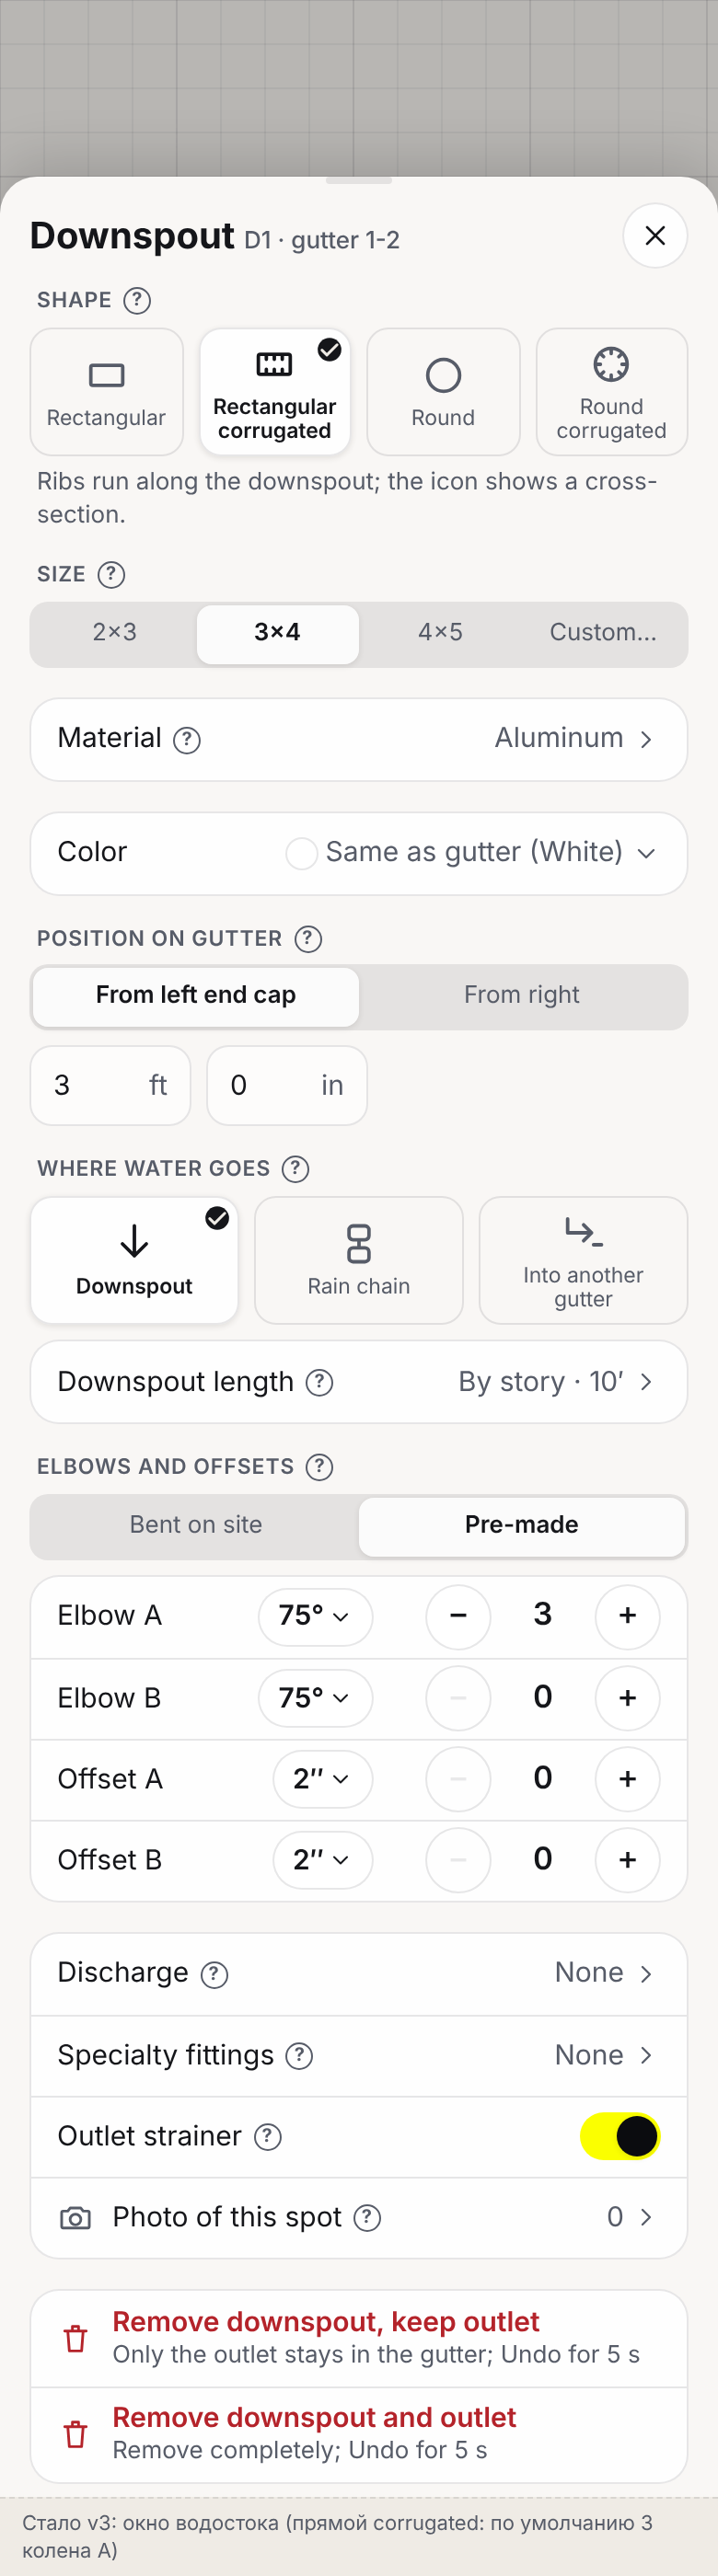 Downspout D1 · gutter 1-2
SHAPE ?
Rectangular
Rectangular
corrugated
Round
Round
corrugated
Ribs run along the downspout; the icon shows a cross-
section.
SIZE ?
2×3 3×4 4×5 Custom...
Material ? Aluminum
Color Same as gutter (White)
POSITION ON GUTTER ?
From left end cap From right
3 ft 0 in
WHERE WATER GOES ?
Downspout
Rain chain
Into another
gutter
Downspout length ? By story · 10′
ELBOWS AND OFFSETS ?
Bent on site Pre-made
Elbow A 75° − 3 +
Elbow B 75° − 0 +
Offset A 2″ − 0 +
Offset B 2″ − 0 +
Discharge ? None
Specialty fittings ? None
Outlet strainer ?
Photo of this spot ? 0
Remove downspout, keep outlet
Only the outlet stays in the gutter; Undo for 5 s
Remove downspout and outlet
Remove completely; Undo for 5 s
Стало v3: окно водостока (прямой corrugated: по умолчанию 3
колена A)